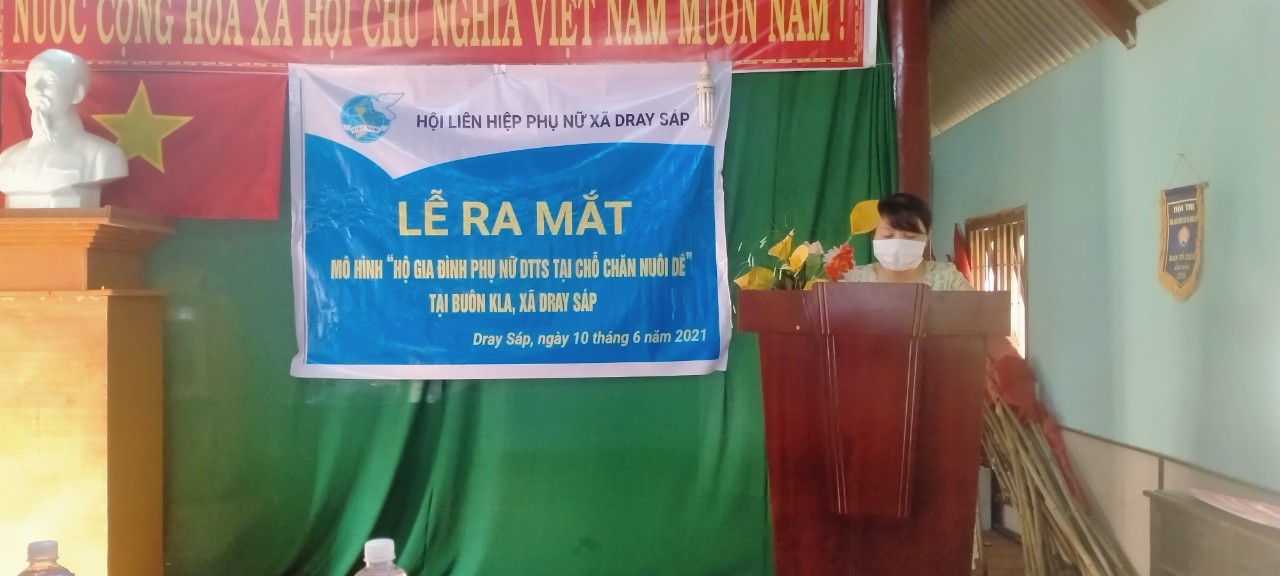 NƯỚC CỘNG HÒA XÃ HỘI CHỦ NGHĨA VIỆT NAM MUÔN NĂM !
HỘI LIÊN HIỆP PHỤ NỮ XÃ DRAY SÁP
LỄ RA MẮT
MÔ HÌNH "HỘ GIA ĐÌNH PHỤ NỮ DTTS TẠI CHỖ CHĂN NUÔI DÊ"
TẠI BUÔN KLA, XÃ DRAY SÁP
Dray Sáp, ngày 10 tháng 6 năm 2021
HỘI THI